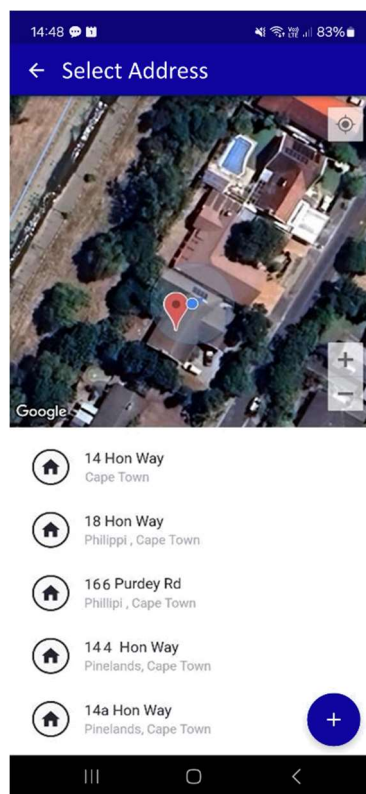 14:48
83%
Select Address
Google
14 Hon Way
Cape Town
18 Hon Way
Philippi , Cape Town
166 Purdey Rd
Phillipi , Cape Town
144 Hon Way
Pinelands, Cape Town
14a Hon Way
Pinelands, Cape Town
+